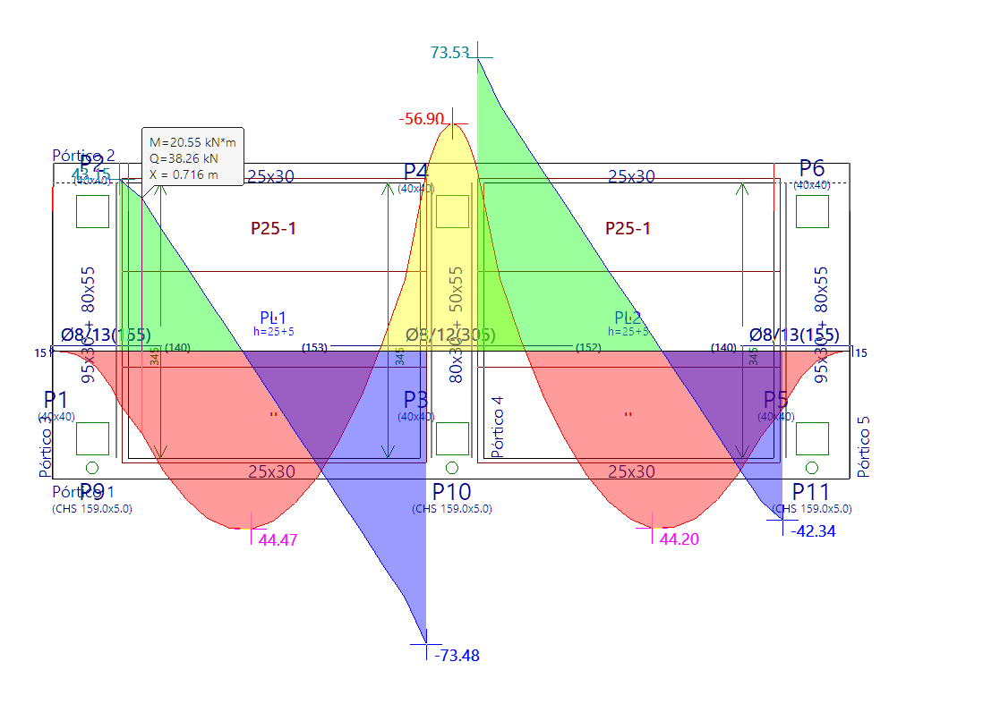 73.53
-56.90
M=20.55 kN*m
Q=38.26 kN
X = 0.716 m
Pórtico 2
P2
(40x40)
43.15
25x30
P4
(40x40)
25x30
P6
(40x40)
P25-1
P25-1
95x30 + 80x55
80x30 + 50x55
95x30 + 80x55
PL1
h=25+5
PL2
h=25+5
Ø8/13(155)
Ø8/12(305)
Ø8/13(155)
15
(140)
(153)
(152)
(140)
15
345
345
345
P1
(40x40)
P3
(40x40)
P5
(40x40)
''
''
Pórtico 3
Pórtico 4
Pórtico 5
25x30
25x30
Pórtico 1
P9
(CHS 159.0x5.0)
P10
(CHS 159.0x5.0)
P11
(CHS 159.0x5.0)
44.47
44.20
-42.34
-73.48